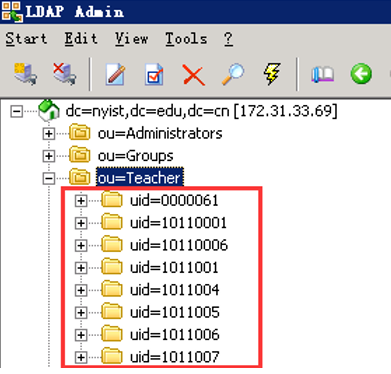 LDAP Admin
Start Edit View Tools ?
dc=nyist,dc=edu,dc=cn [172.31.33.69]
ou=Administrators
ou=Groups
ou=Teacher
uid=0000061
uid=10110001
uid=10110006
uid=1011001
uid=1011004
uid=1011005
uid=1011006
uid=1011007